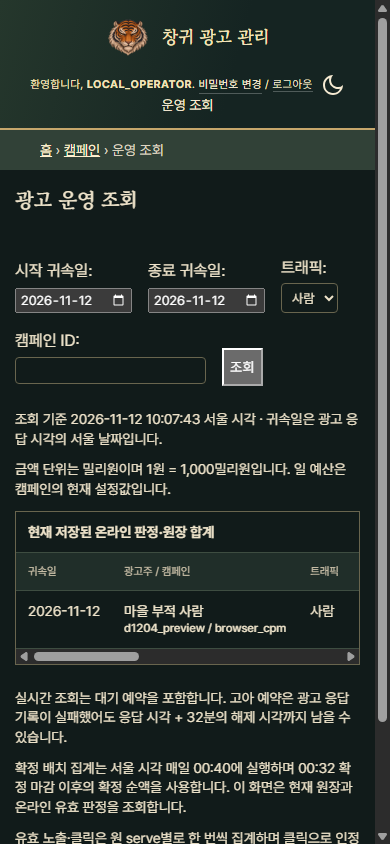 창귀 광고 관리
환영합니다, LOCAL_OPERATOR. 비밀번호 변경 / 로그아웃
운영 조회
홈 › 캠페인 › 운영 조회
광고 운영 조회
시작 귀속일:
종료 귀속일:
트래픽:
2026-11-12
2026-11-12
사람
캠페인 ID:
조회
조회 기준 2026-11-12 10:07:43 서울 시각 · 귀속일은 광고 응
답 시각의 서울 날짜입니다.
금액 단위는 밀리원이며 1원 = 1,000밀리원입니다. 일 예산은
캠페인의 현재 설정값입니다.
현재 저장된 온라인 판정·원장 합계
귀속일 광고주 / 캠페인 트래픽
2026-11-12 마을 부적 사람 사람
d1204_preview / browser_cpm
실시간 조회는 대기 예약을 포함합니다. 고아 예약은 광고 응답
기록이 실패했어도 응답 시각 + 32분의 해제 시각까지 남을 수
있습니다.
확정 배치 집계는 서울 시각 매일 00:40에 실행하며 00:32 확
정 마감 이후의 확정 순액을 사용합니다. 이 화면은 현재 원장과
온라인 유효 판정을 조회합니다.
유효 노출·클릭은 원 serve별로 한 번씩 집계하며 클릭으로 인정